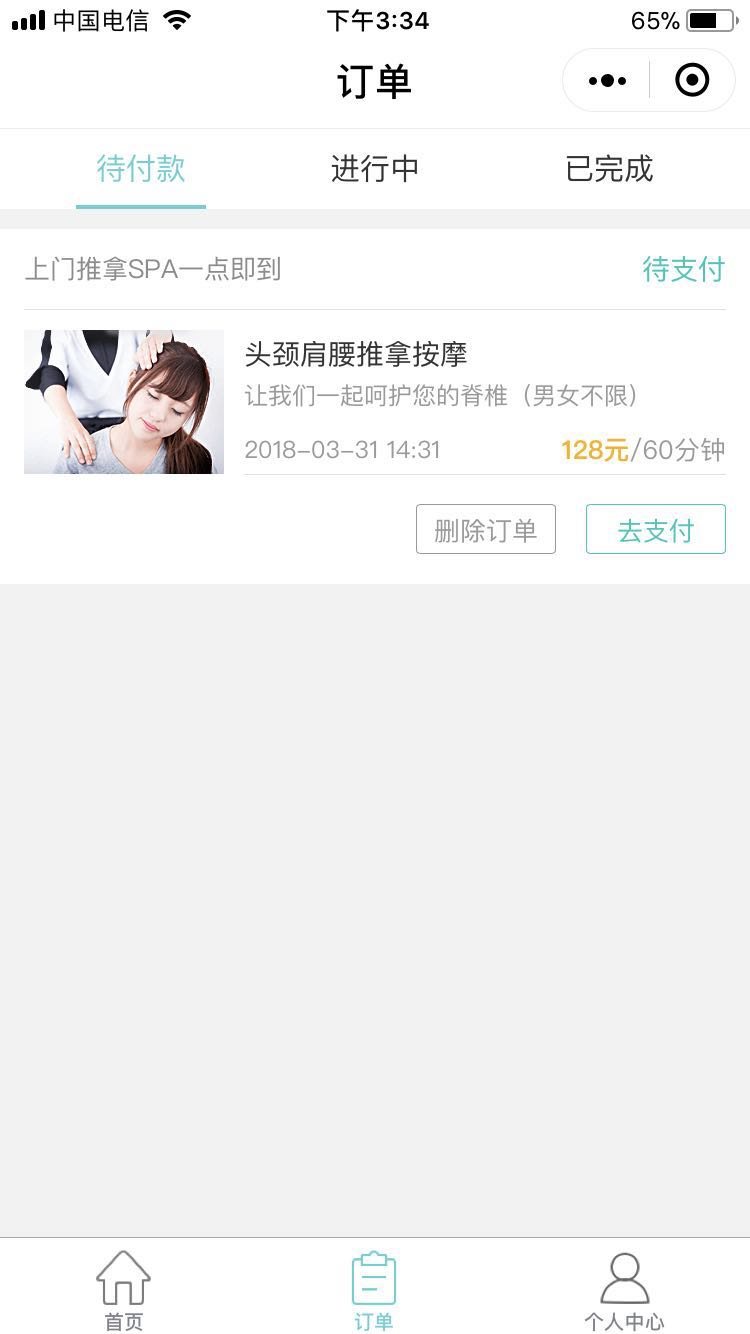 中国电信 下午3:34 65%
订单
待付款 进行中 已完成
上门推拿SPA一点即到 待支付
头颈肩腰推拿按摩
让我们一起呵护您的脊椎（男女不限）
2018-03-31 14:31 128元/60分钟
删除订单 去支付
首页 订单 个人中心